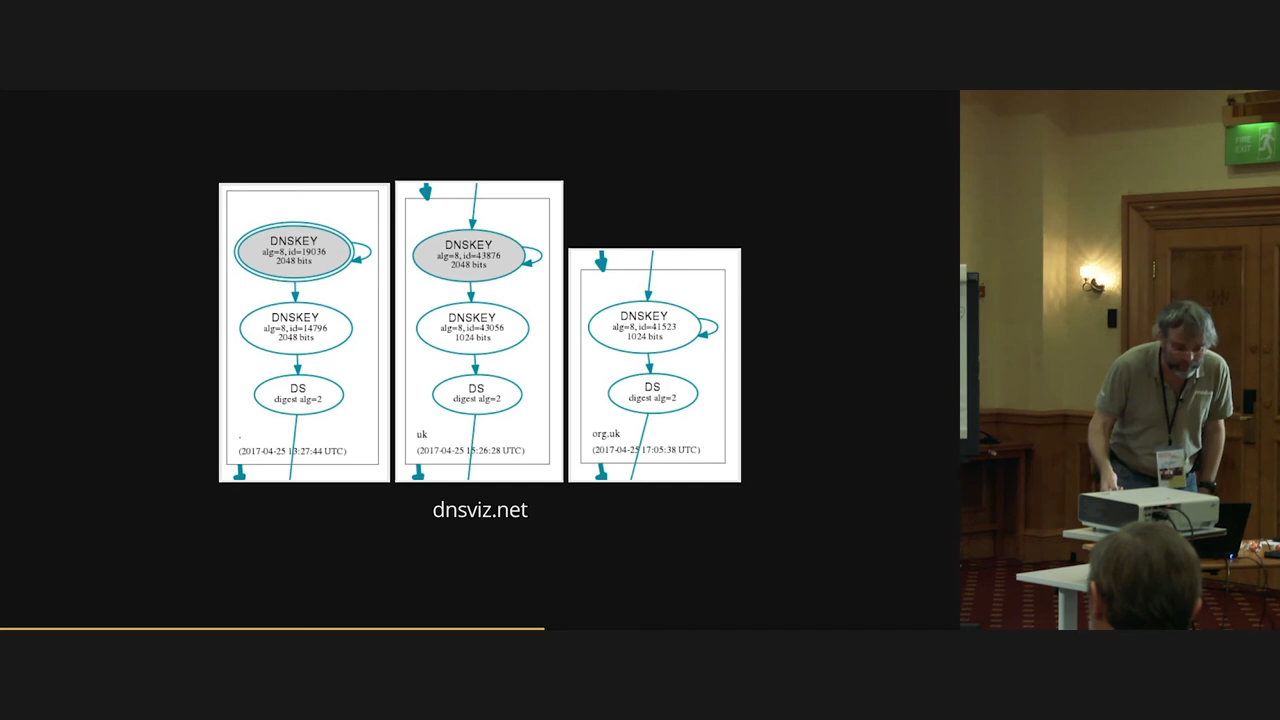 DNSKEY
alg=8, id=19036
2048 bits
DNSKEY
alg=8, id=14796
2048 bits
DS
digest alg=2
.
(2017-04-25 13:27:44 UTC)
DNSKEY
alg=8, id=43876
2048 bits
DNSKEY
alg=8, id=43056
1024 bits
DS
digest alg=2
uk
(2017-04-25 15:26:28 UTC)
DNSKEY
alg=8, id=41523
1024 bits
DS
digest alg=2
org.uk
(2017-04-25 17:05:38 UTC)
dnsviz.net
FIRE
EXIT